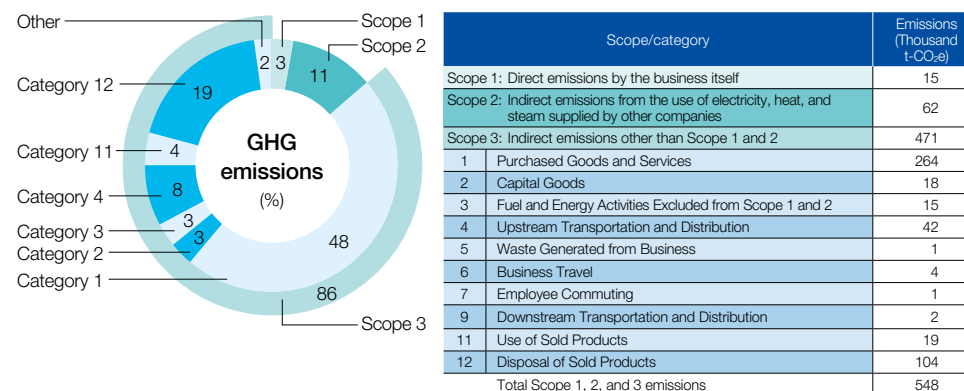 Other
Scope 1
Scope 2
2
3
11
Category 12
19
Category 11
4
GHG
emissions
(%)
Category 4
8
Category 3
3
Category 2
3
Category 1
48
86
Scope 3
Scope/category
Emissions
(Thousand
t-CO₂e)
Scope 1: Direct emissions by the business itself
15
Scope 2: Indirect emissions from the use of electricity, heat, and
steam supplied by other companies
62
Scope 3: Indirect emissions other than Scope 1 and 2
471
1 Purchased Goods and Services 264
2 Capital Goods 18
3 Fuel and Energy Activities Excluded from Scope 1 and 2 15
4 Upstream Transportation and Distribution 42
5 Waste Generated from Business 1
6 Business Travel 4
7 Employee Commuting 1
9 Downstream Transportation and Distribution 2
11 Use of Sold Products 19
12 Disposal of Sold Products 104
Total Scope 1, 2, and 3 emissions 548